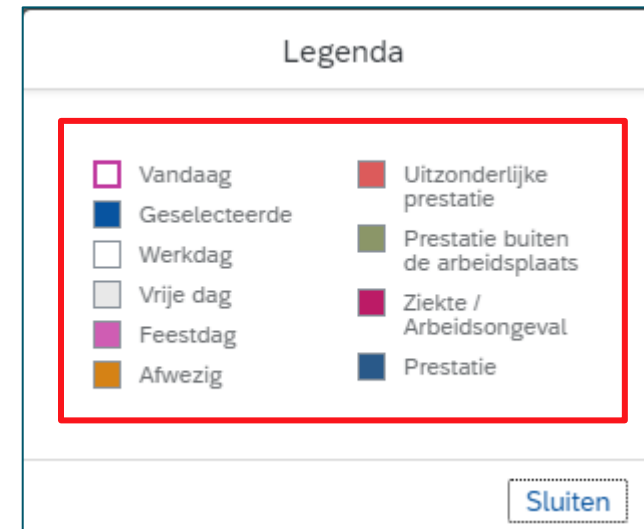 Legenda
Vandaag
Geselecteerde
Werkdag
Vrije dag
Feestdag
Afwezig
Uitzonderlijke
prestatie
Prestatie buiten
de arbeidsplaats
Ziekte /
Arbeidsongeval
Prestatie
Sluiten